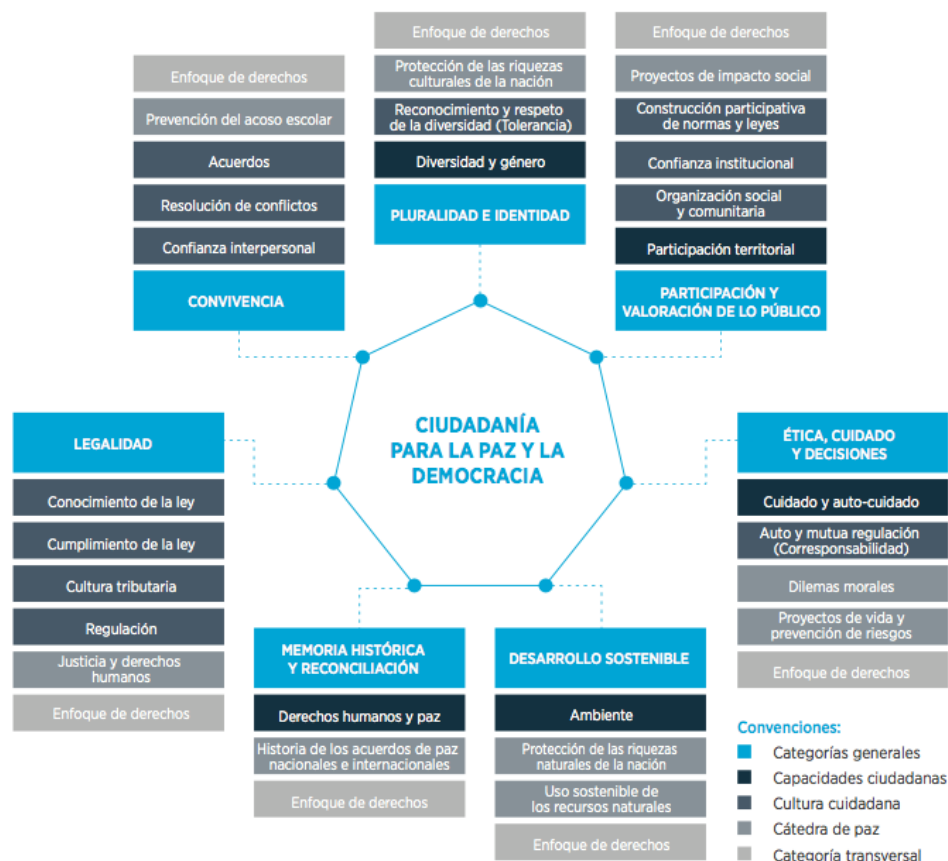 Enfoque de derechos
Prevención del acoso escolar
Acuerdos
Resolución de conflictos
Confianza interpersonal
CONVIVENCIA
Enfoque de derechos
Protección de las riquezas
culturales de la nación
Reconocimiento y respeto
de la diversidad (Tolerancia)
Diversidad y género
PLURALIDAD E IDENTIDAD
Enfoque de derechos
Proyectos de impacto social
Construcción participativa
de normas y leyes
Confianza institucional
Organización social
y comunitaria
Participación territorial
PARTICIPACIÓN Y
VALORACIÓN DE LO PÚBLICO
CIUDADANÍA
PARA LA PAZ Y LA
DEMOCRACIA
LEGALIDAD
Conocimiento de la ley
Cumplimiento de la ley
Cultura tributaria
Regulación
Justicia y derechos
humanos
Enfoque de derechos
MEMORIA HISTÓRICA
Y RECONCILIACIÓN
Derechos humanos y paz
Historia de los acuerdos de paz
nacionales e internacionales
Enfoque de derechos
DESARROLLO SOSTENIBLE
Ambiente
Protección de las riquezas
naturales de la nación
Uso sostenible de
los recursos naturales
Enfoque de derechos
ÉTICA, CUIDADO
Y DECISIONES
Cuidado y auto-cuidado
Auto y mutua regulación
(Corresponsabilidad)
Dilemas morales
Proyectos de vida y
prevención de riesgos
Enfoque de derechos
Convenciones:
Categorías generales
Capacidades ciudadanas
Cultura cuidadana
Cátedra de paz
Categoría transversal